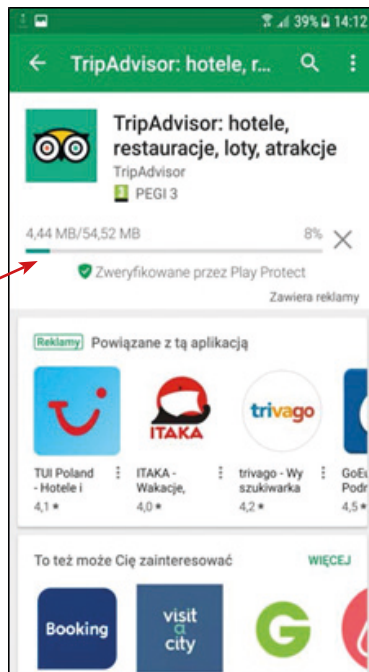 39% 14:12
TripAdvisor: hotele, r...
TripAdvisor: hotele,
restauracje, loty, atrakcje
TripAdvisor
3 PEGI 3
4,44 MB/54,52 MB 8%
Zweryfikowane przez Play Protect
Zawiera reklamy
Reklamy Powiązane z tą aplikacją
ITAKA
trivago
TUI Poland
- Hotele i
4,1 ★
ITAKA -
Wakacje,
4,0 ★
trivago - Wy
szukiwarka
4,2 ★
GoEu
Podr
4,5 ★
To też może Cię zainteresować WIĘCEJ
Booking
visit
a
city
G